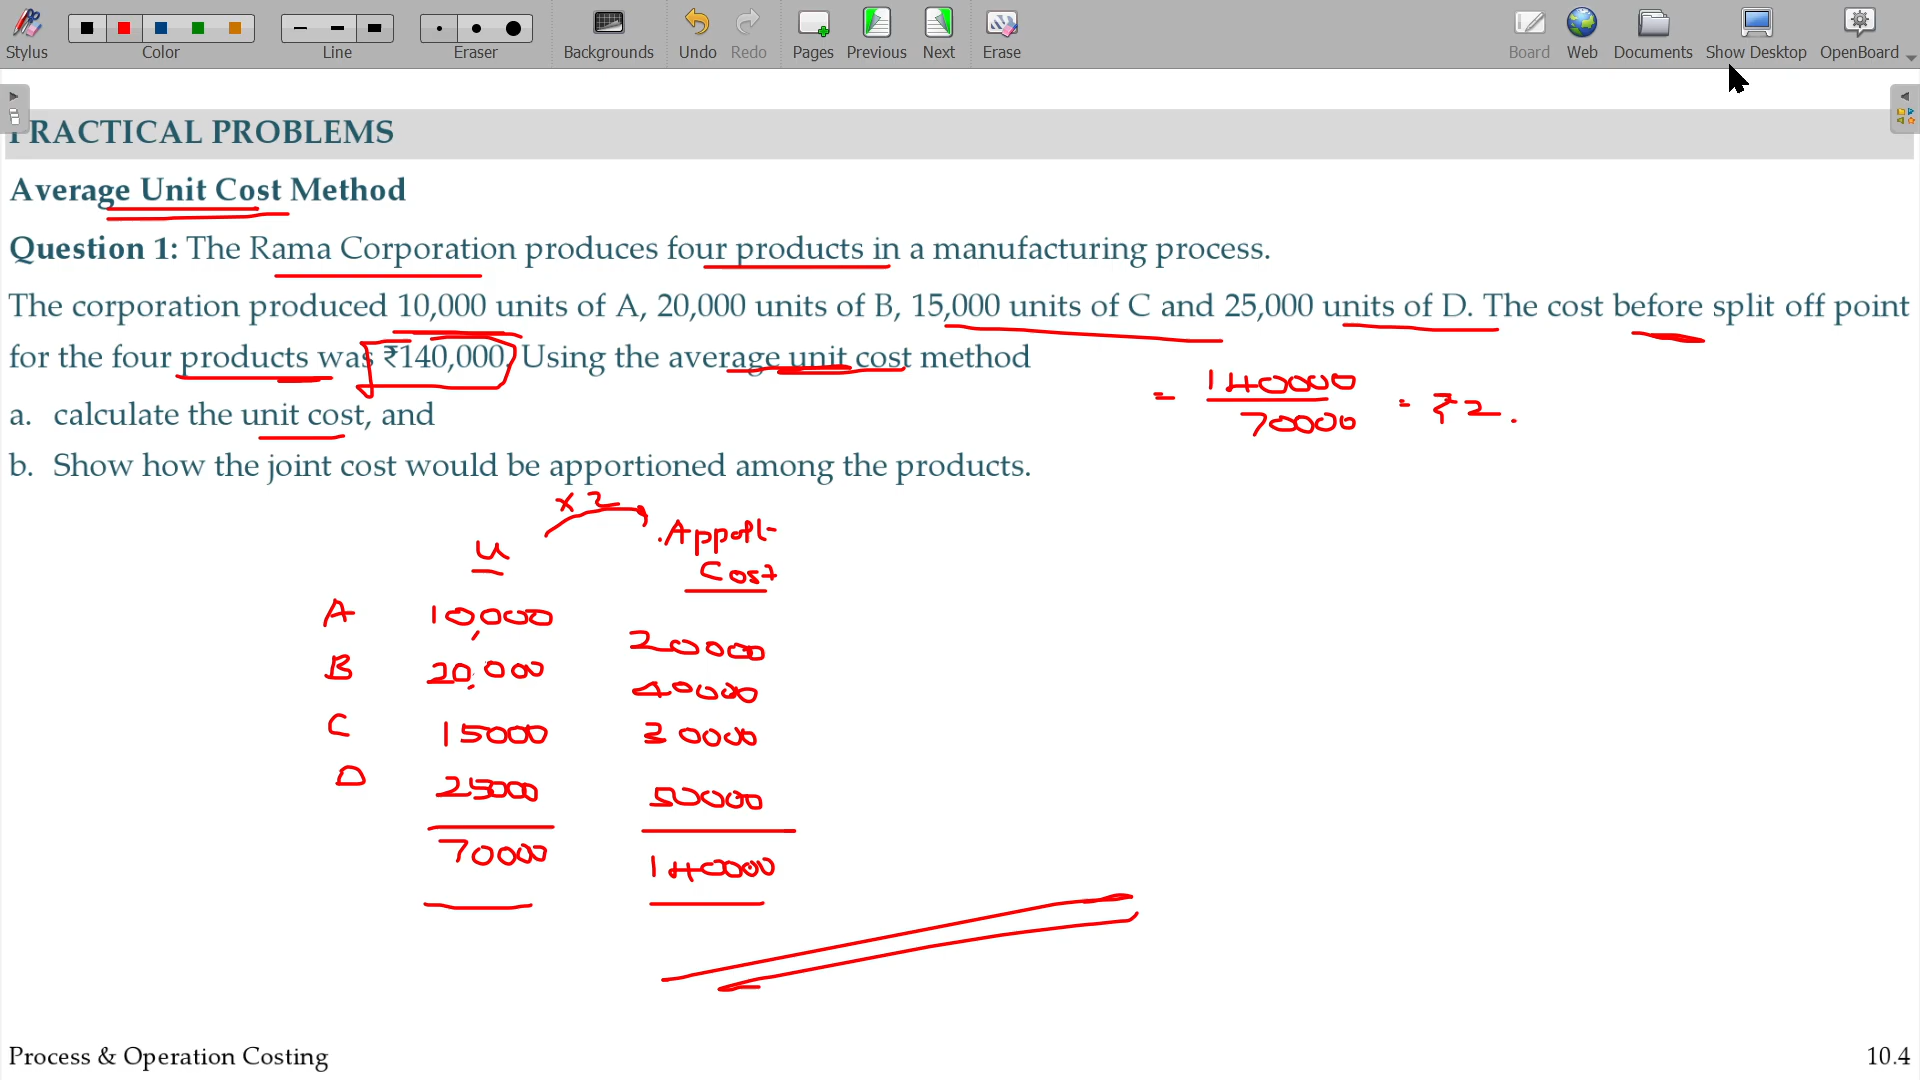 Stylus Color Line Eraser Backgrounds Undo Redo Pages Previous Next Erase Board Web Documents Show Desktop OpenBoard
PRACTICAL PROBLEMS
Average Unit Cost Method
Question 1: The Rama Corporation produces four products in a manufacturing process.
The corporation produced 10,000 units of A, 20,000 units of B, 15,000 units of C and 25,000 units of D. The cost before split off point
for the four products was ₹140,000. Using the average unit cost method
= 140000 / 70000 = ₹2.
a. calculate the unit cost, and
b. Show how the joint cost would be apportioned among the products.
x 2
u Cost
A 10,000 20000
B 20,000 40000
C 15000 30000
D 25000 50000
70000 140000
Process & Operation Costing 10.4